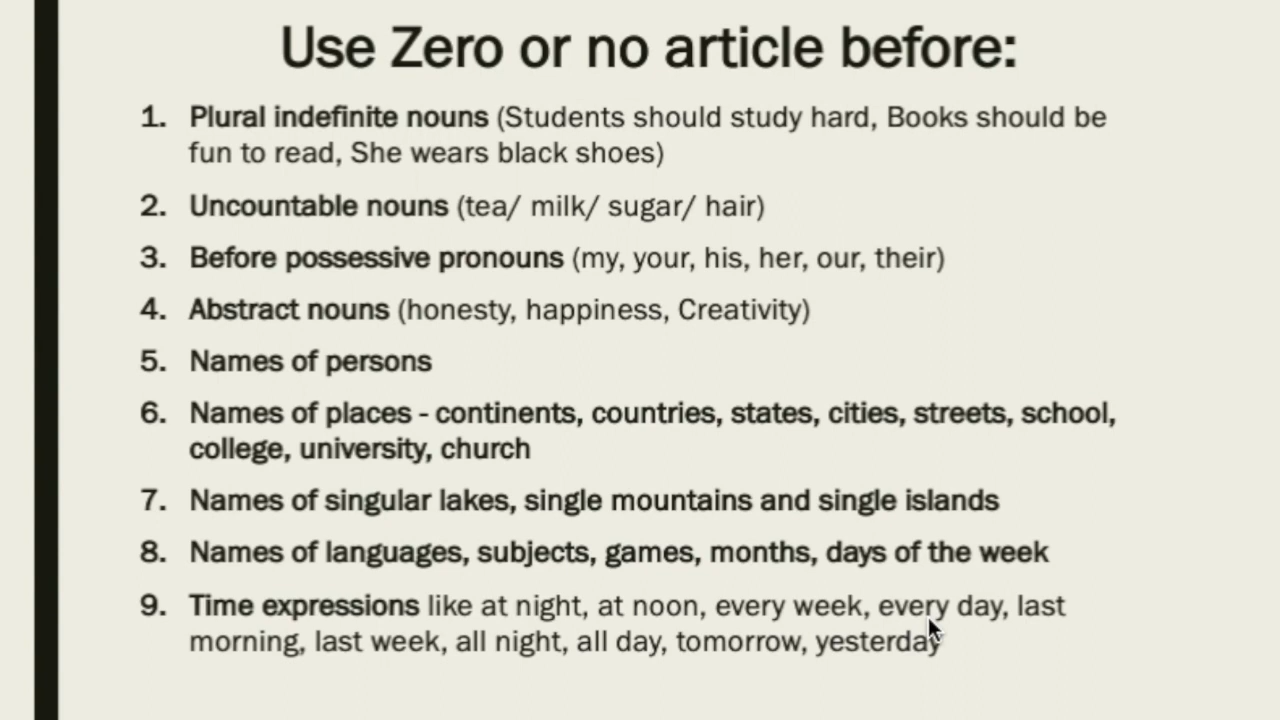 Use Zero or no article before:
1. Plural indefinite nouns (Students should study hard, Books should be
fun to read, She wears black shoes)
2. Uncountable nouns (tea/ milk/ sugar/ hair)
3. Before possessive pronouns (my, your, his, her, our, their)
4. Abstract nouns (honesty, happiness, Creativity)
5. Names of persons
6. Names of places - continents, countries, states, cities, streets, school,
college, university, church
7. Names of singular lakes, single mountains and single islands
8. Names of languages, subjects, games, months, days of the week
9. Time expressions like at night, at noon, every week, every day, last
morning, last week, all night, all day, tomorrow, yesterday